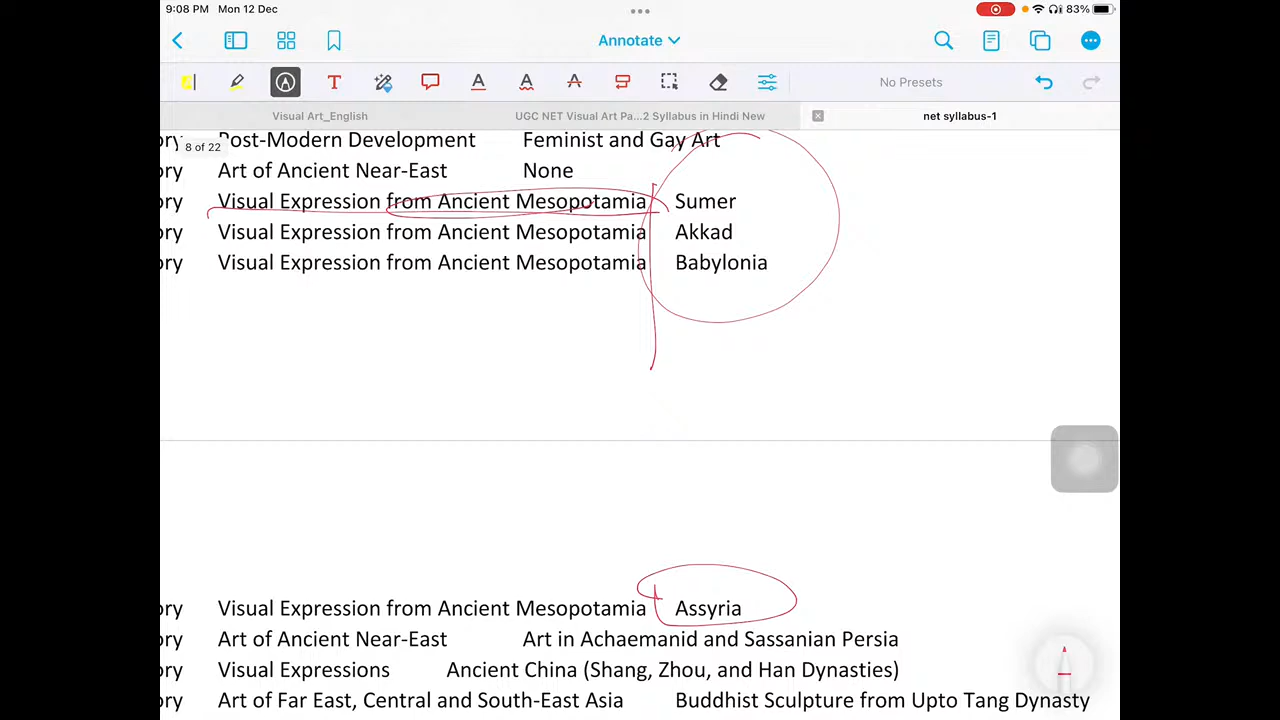 9:08 PM Mon 12 Dec
83%
Annotate
No Presets
Visual Art_English
UGC NET Visual Art Pa...2 Syllabus in Hindi New
net syllabus-1
ory Post-Modern Development Feminist and Gay Art
8 of 22
ory Art of Ancient Near-East None
ory Visual Expression from Ancient Mesopotamia Sumer
ory Visual Expression from Ancient Mesopotamia Akkad
ory Visual Expression from Ancient Mesopotamia Babylonia
ory Visual Expression from Ancient Mesopotamia Assyria
ory Art of Ancient Near-East Art in Achaemanid and Sassanian Persia
ory Visual Expressions Ancient China (Shang, Zhou, and Han Dynasties)
ory Art of Far East, Central and South-East Asia Buddhist Sculpture from Upto Tang Dynasty